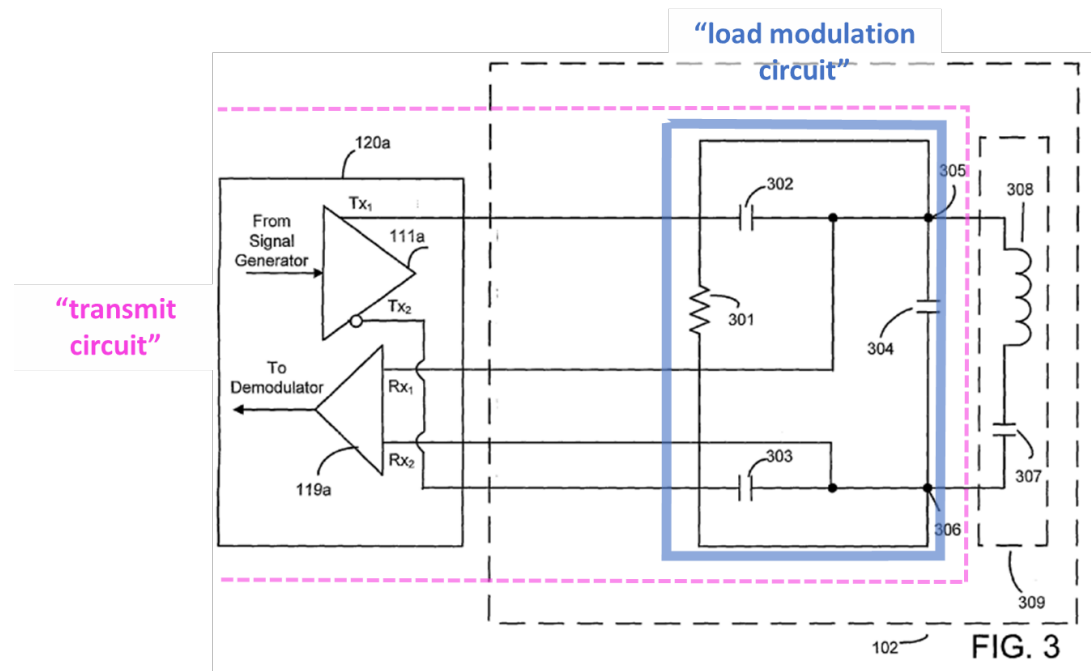 “load modulation
circuit”
120a
305
302
308
From
Signal
Generator
Tx1
111a
Tx2
“transmit
circuit”
301
304
To
Demodulator
Rx1
Rx2
303
307
119a
306
309
102
FIG. 3